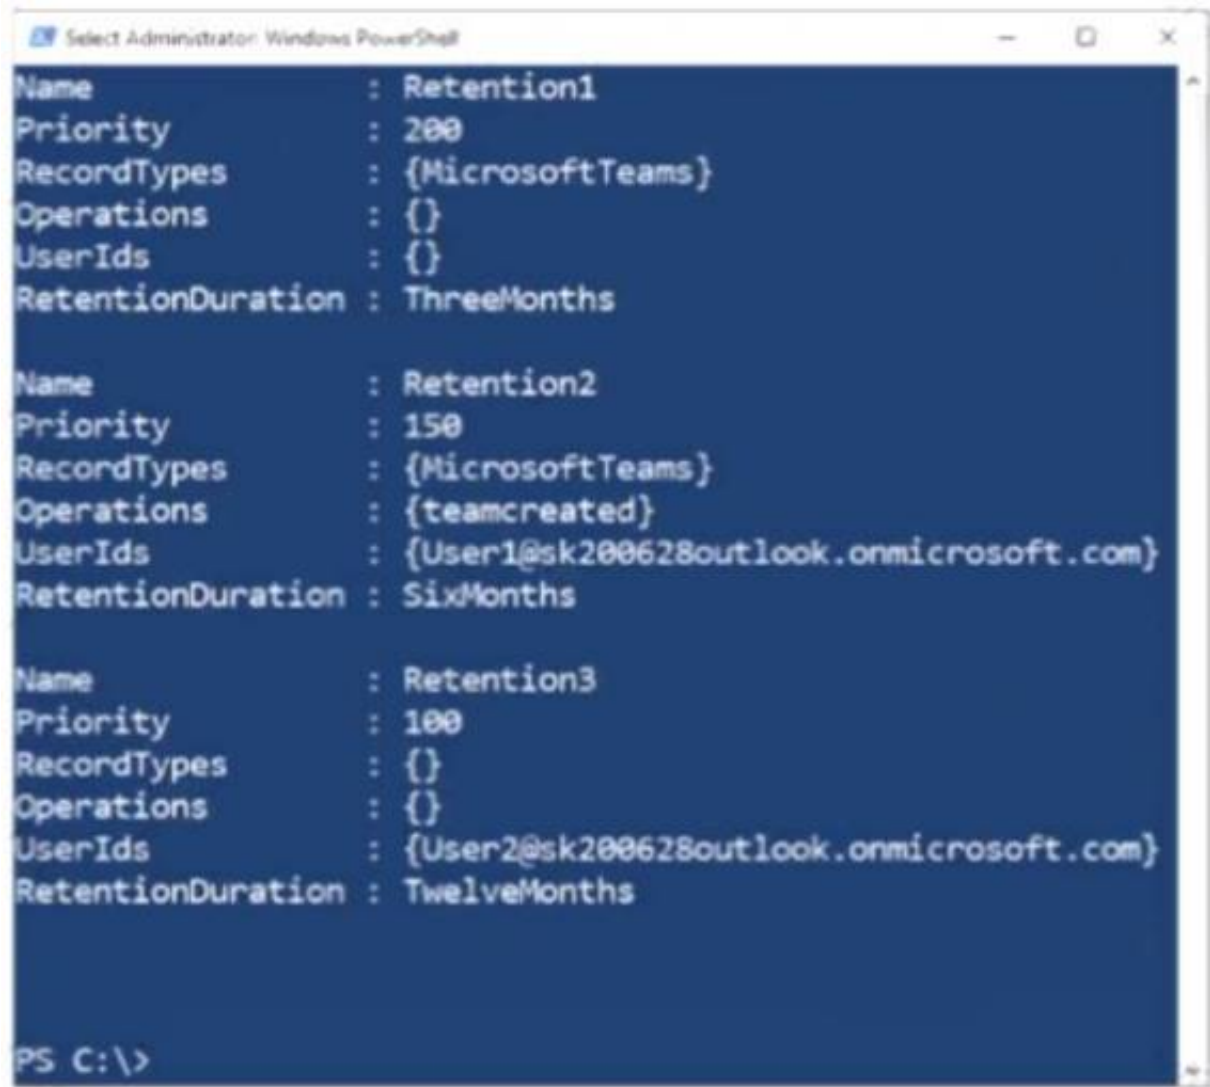 Select Administrator: Windows PowerShell
Name : Retention1
Priority : 200
RecordTypes : {MicrosoftTeams}
Operations : {}
UserIds : {}
RetentionDuration : ThreeMonths
Name : Retention2
Priority : 150
RecordTypes : {MicrosoftTeams}
Operations : {teamcreated}
UserIds : {User1@sk200628outlook.onmicrosoft.com}
RetentionDuration : SixMonths
Name : Retention3
Priority : 100
RecordTypes : {}
Operations : {}
UserIds : {User2@sk200628outlook.onmicrosoft.com}
RetentionDuration : TwelveMonths
PS C:\>